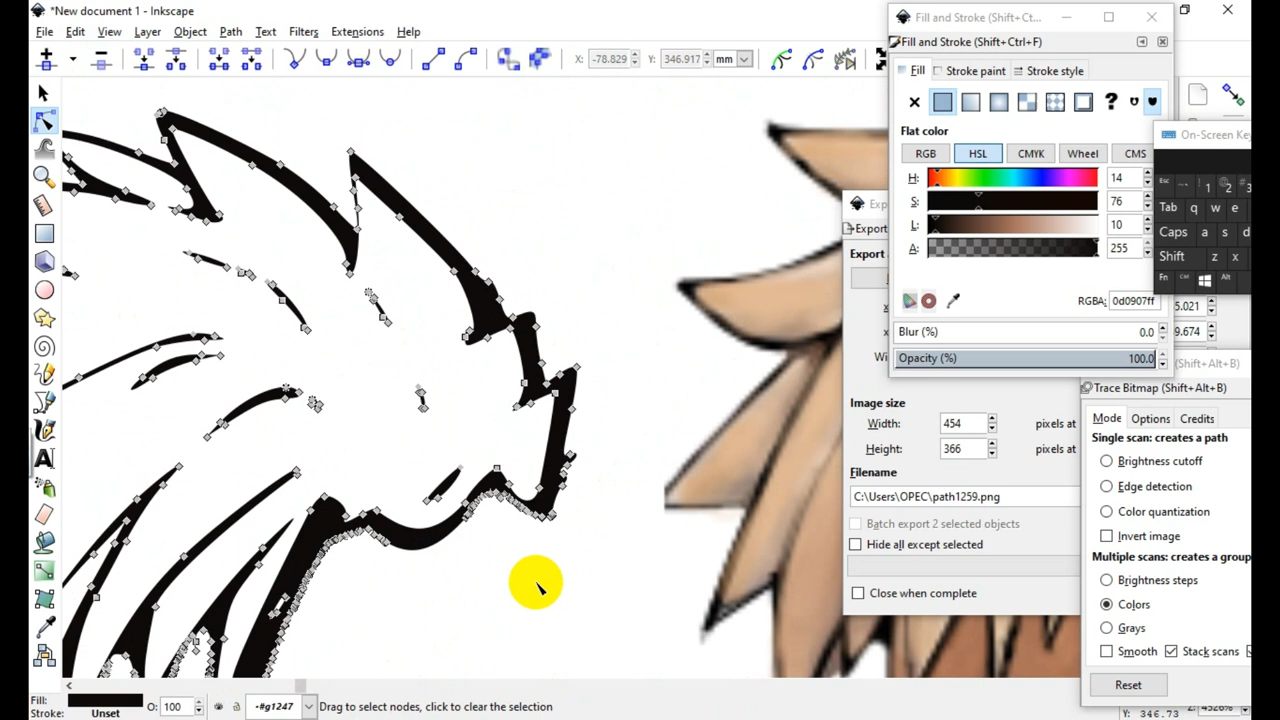 *New document 1 - Inkscape
File Edit View Layer Object Path Text Filters Extensions Help
X: -78.829 Y: 346.917 mm
Fill and Stroke (Shift+Ct...
Fill and Stroke (Shift+Ctrl+F)
Fill Stroke paint Stroke style
Flat color
RGB HSL CMYK Wheel CMS
H: 14
S: 76
L: 10
A: 255
RGBA: 0d0907ff
Blur (%) 0.0
Opacity (%) 100.0
On-Screen Key
Esc 1 2 3
Tab q w e
Caps a s d
Shift z x
Fn Ctrl Alt
Export
Export
5.021
9.674
Image size
Width: 454 pixels at
Height: 366 pixels at
Filename
C:\Users\OPEC\path1259.png
Batch export 2 selected objects
Hide all except selected
Close when complete
(Shift+Alt+B)
Trace Bitmap (Shift+Alt+B)
Mode Options Credits
Single scan: creates a path
Brightness cutoff
Edge detection
Color quantization
Invert image
Multiple scans: creates a group
Brightness steps
Colors
Grays
Smooth Stack scans
Reset
Fill:
Stroke: Unset
O: 100
#g1247
Drag to select nodes, click to clear the selection
Y: 346.73